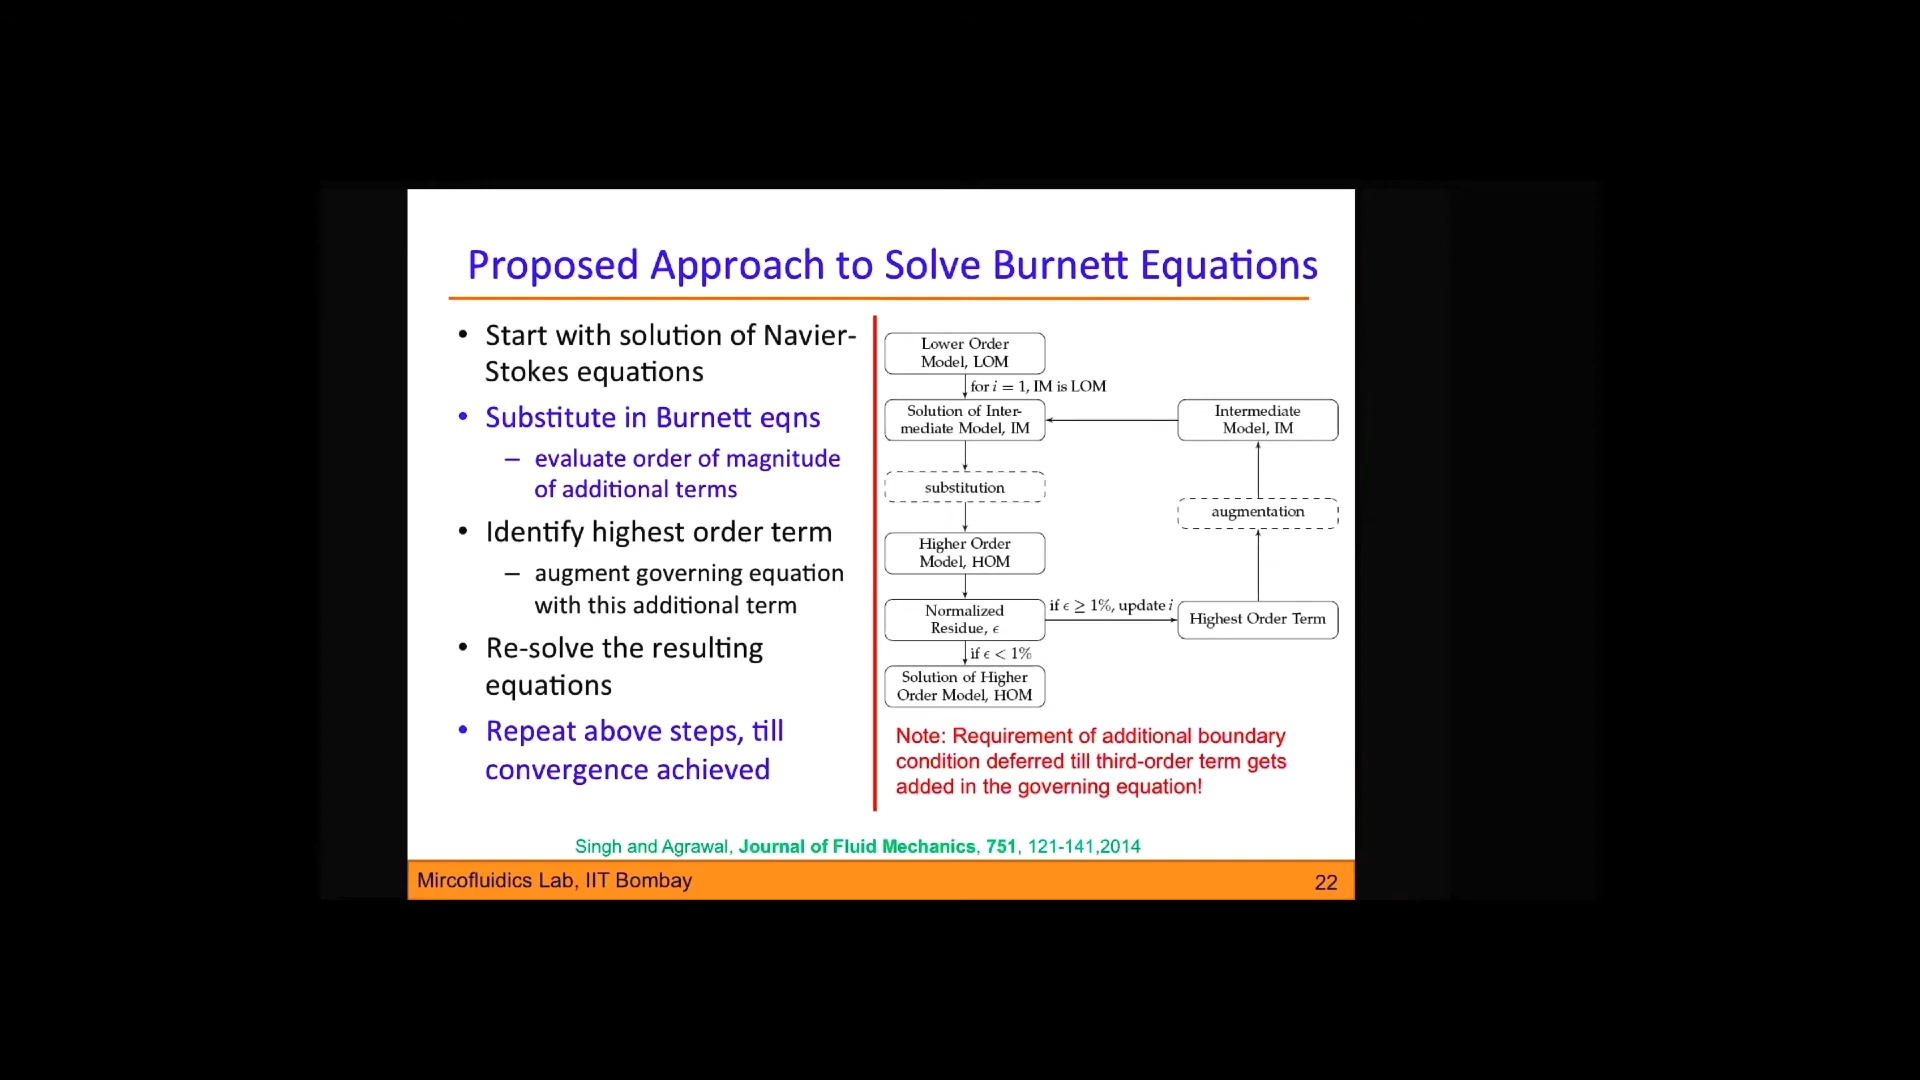 Proposed Approach to Solve Burnett Equations
• Start with solution of Navier-
Stokes equations
• Substitute in Burnett eqns
– evaluate order of magnitude
of additional terms
• Identify highest order term
– augment governing equation
with this additional term
• Re-solve the resulting
equations
• Repeat above steps, till
convergence achieved
Lower Order
Model, LOM
for i = 1, IM is LOM
Solution of Inter-
mediate Model, IM
Intermediate
Model, IM
substitution
augmentation
Higher Order
Model, HOM
Normalized
Residue, ϵ
if ϵ ≥ 1%, update i
Highest Order Term
if ϵ < 1%
Solution of Higher
Order Model, HOM
Note: Requirement of additional boundary
condition deferred till third-order term gets
added in the governing equation!
Singh and Agrawal, Journal of Fluid Mechanics, 751, 121-141,2014
Mircofluidics Lab, IIT Bombay
22